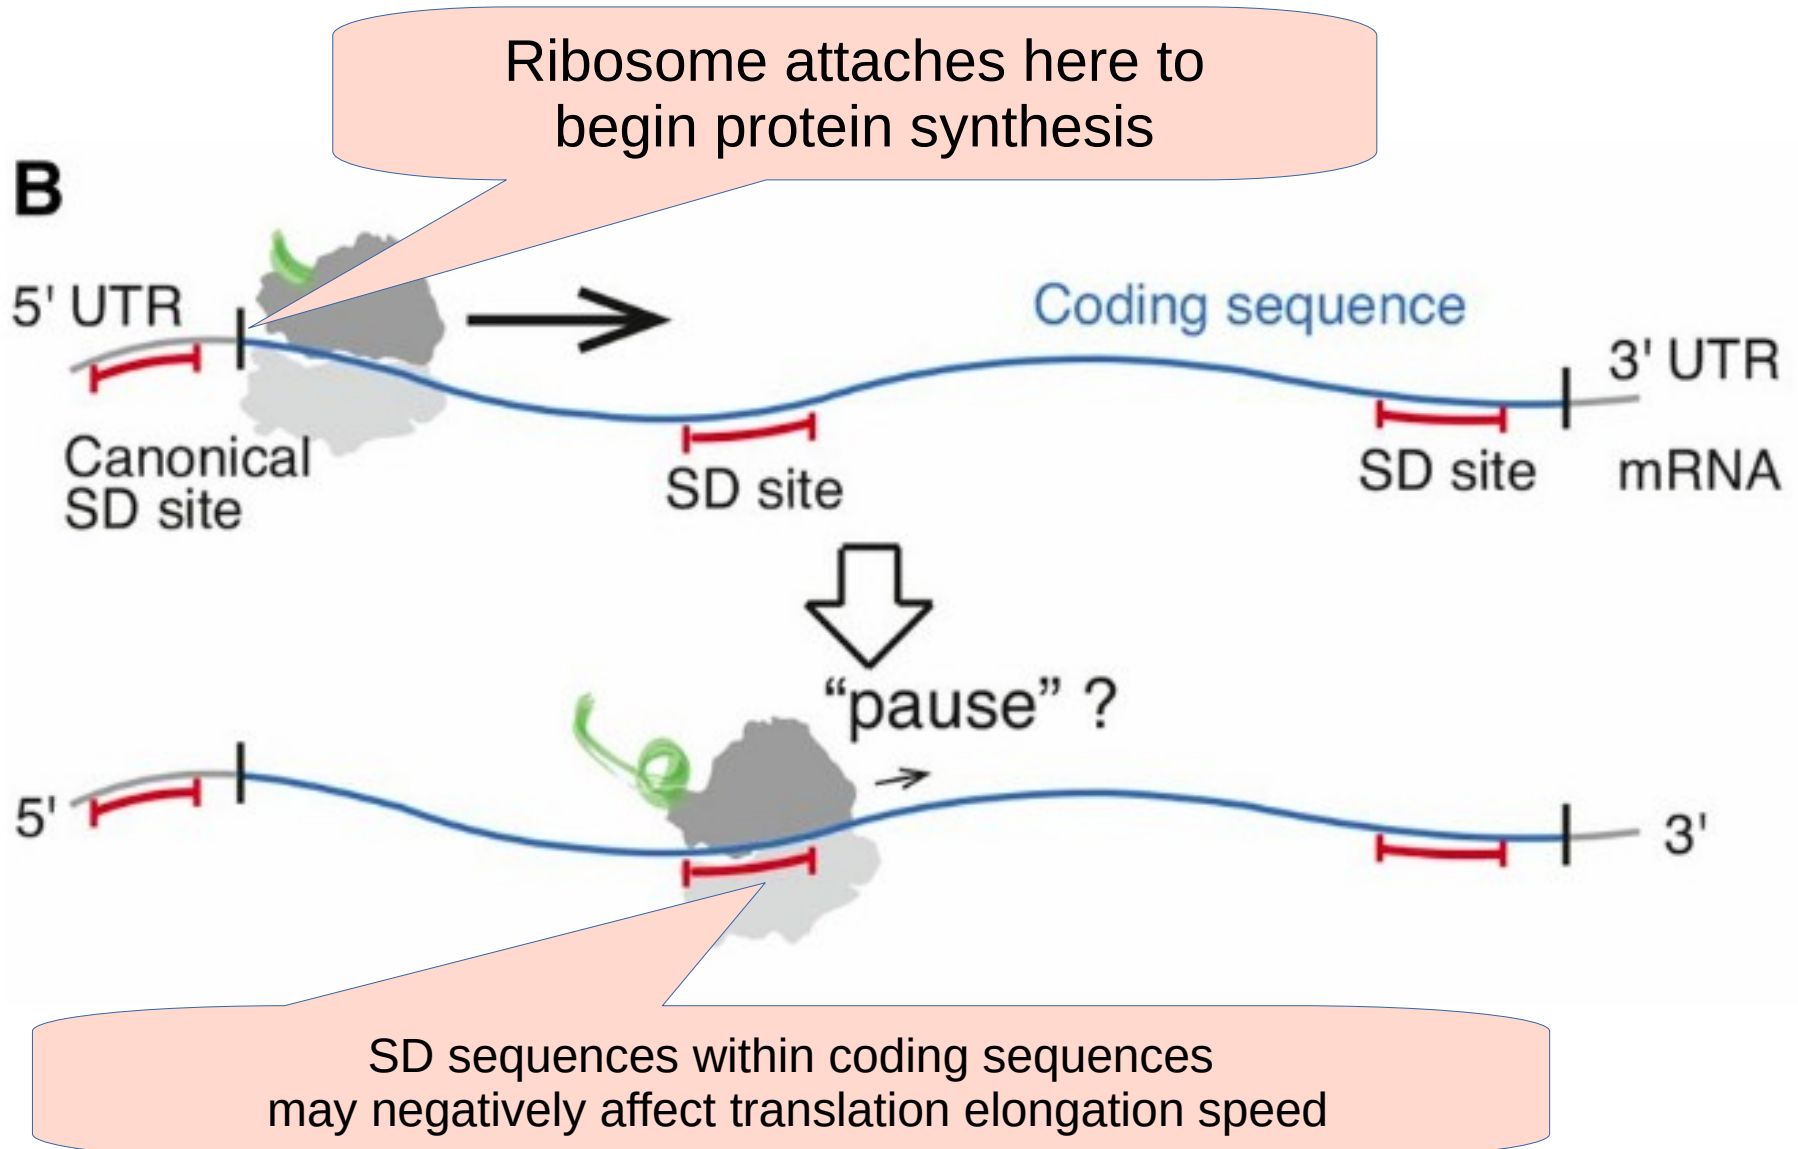 Ribosome attaches here to
begin protein synthesis
B
5' UTR
Coding sequence
3' UTR
Canonical
SD site
SD site
SD site
mRNA
“pause” ?
5'
3'
SD sequences within coding sequences
may negatively affect translation elongation speed